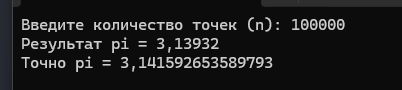 Введите количество точек (n): 100000
Результат pi = 3,13932
Точно pi = 3,141592653589793